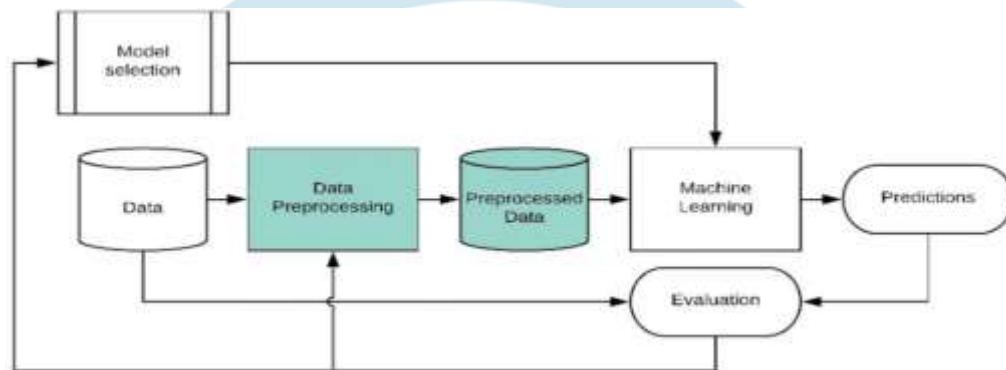 Model
selection
Data
Data
Preprocessing
Preprocessed
Data
Machine
Learning
Predictions
Evaluation